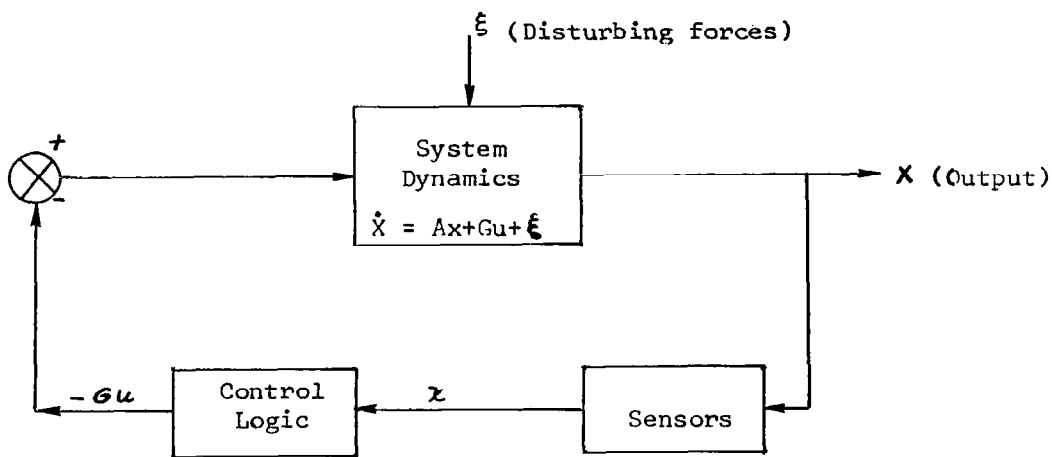 ξ (Disturbing forces)
+
-
System
Dynamics
Ẋ = Ax+Gu+ξ
X (Output)
-Gu
Control
Logic
x
Sensors